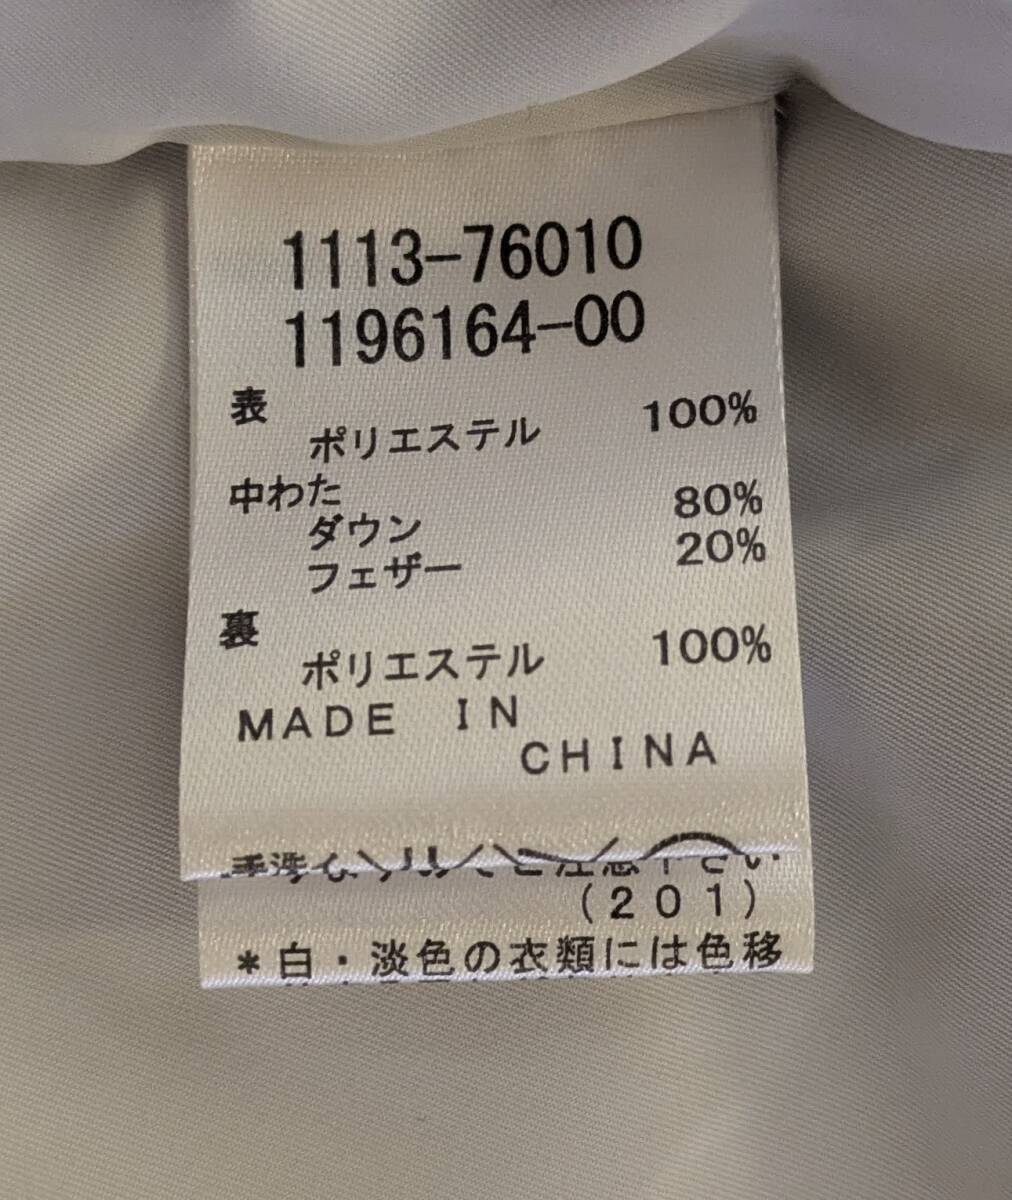 1113-76010
1196164-00
表
ポリエステル 100%
中わた
ダウン 80%
フェザー 20%
裏
ポリエステル 100%
MADE IN
CHINA
(201)
*白・淡色の衣類には色移